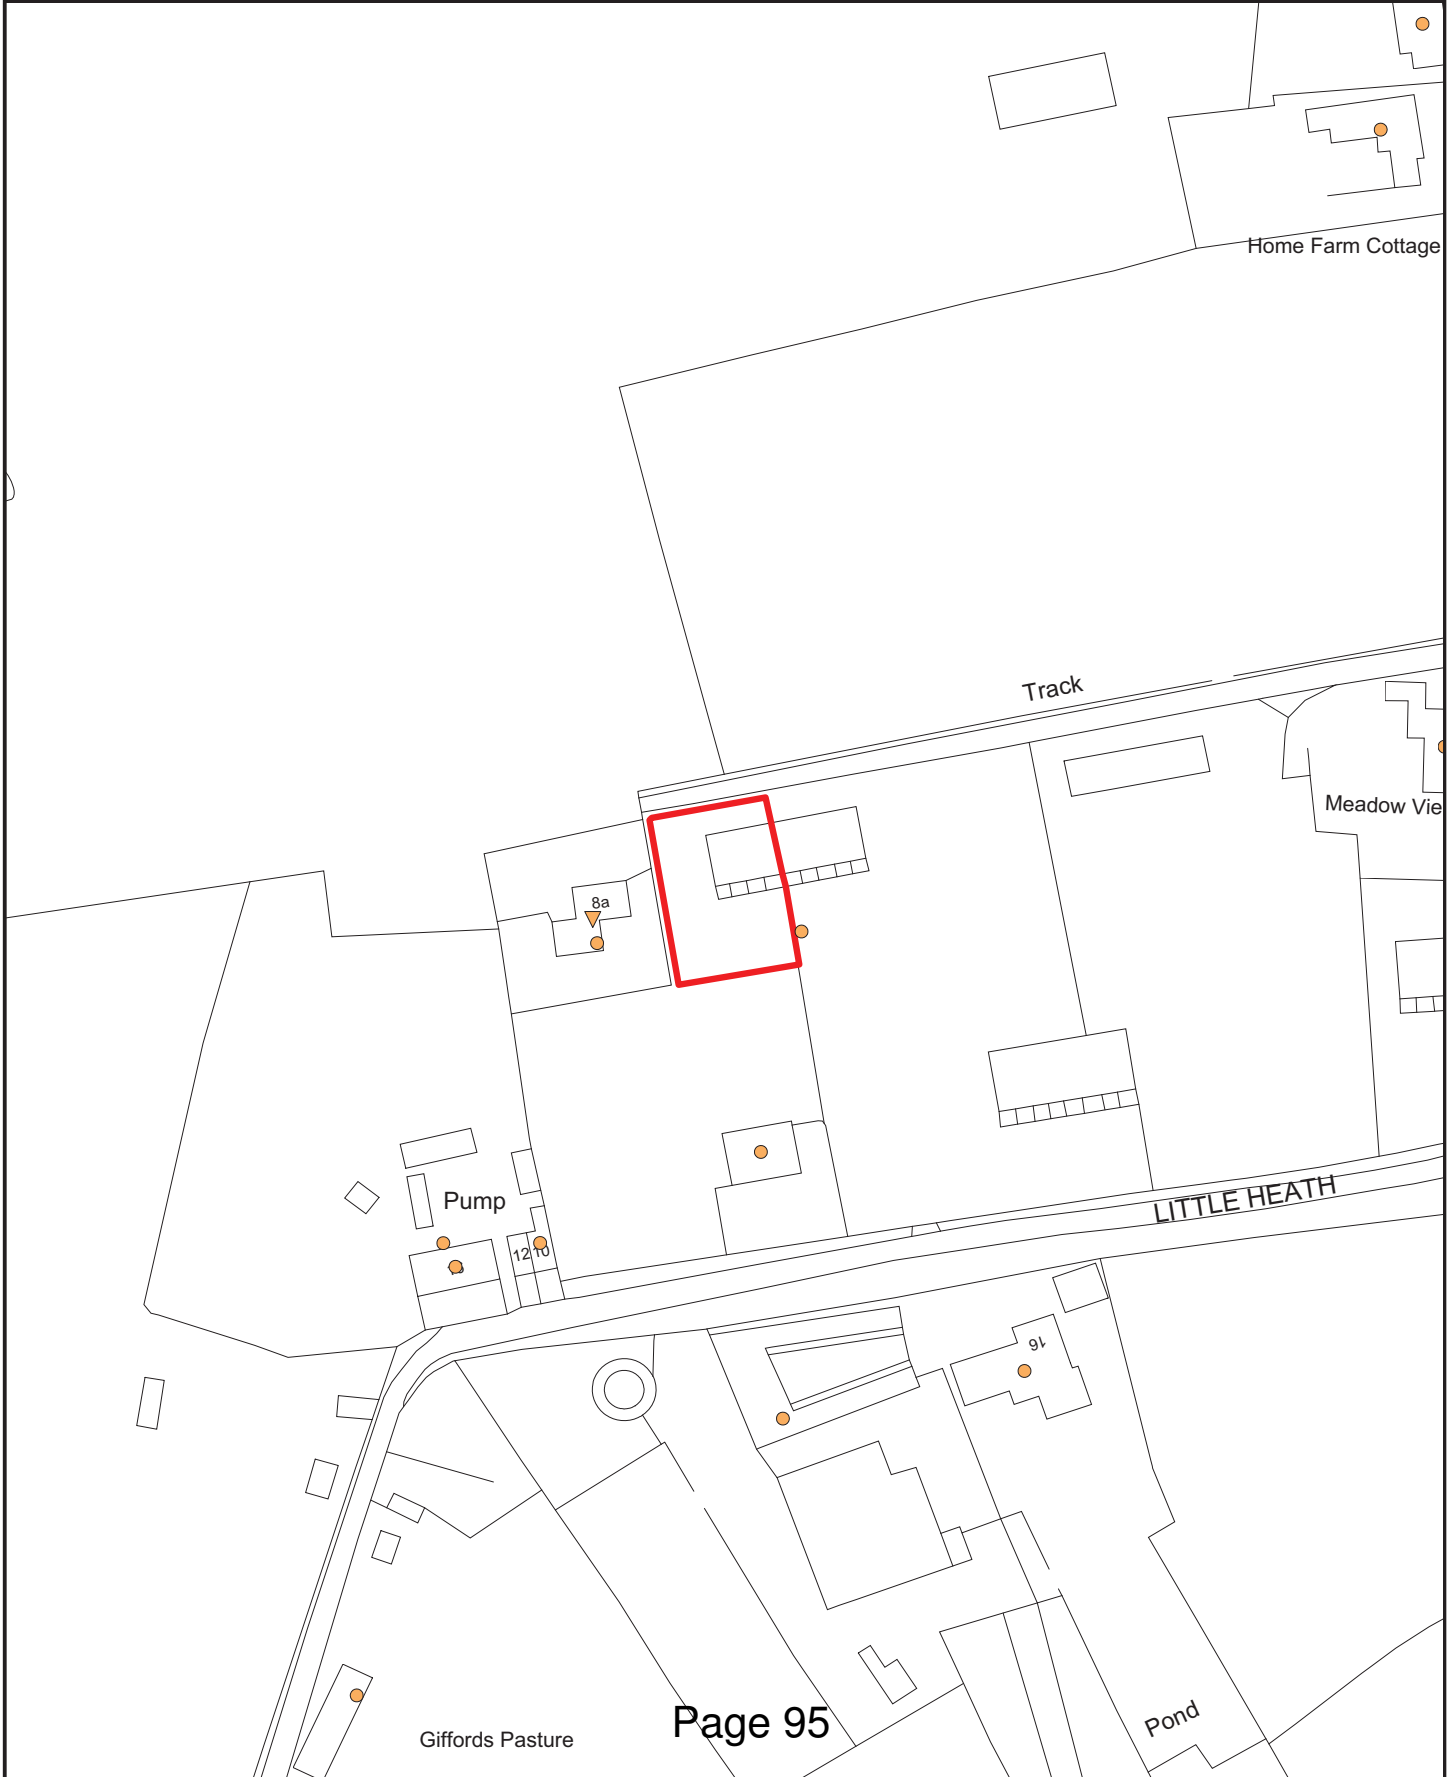 Home Farm Cottage
Track
Meadow Vie
8a
Pump
LITTLE HEATH
12
10
16
Page 95
Pond
Giffords Pasture